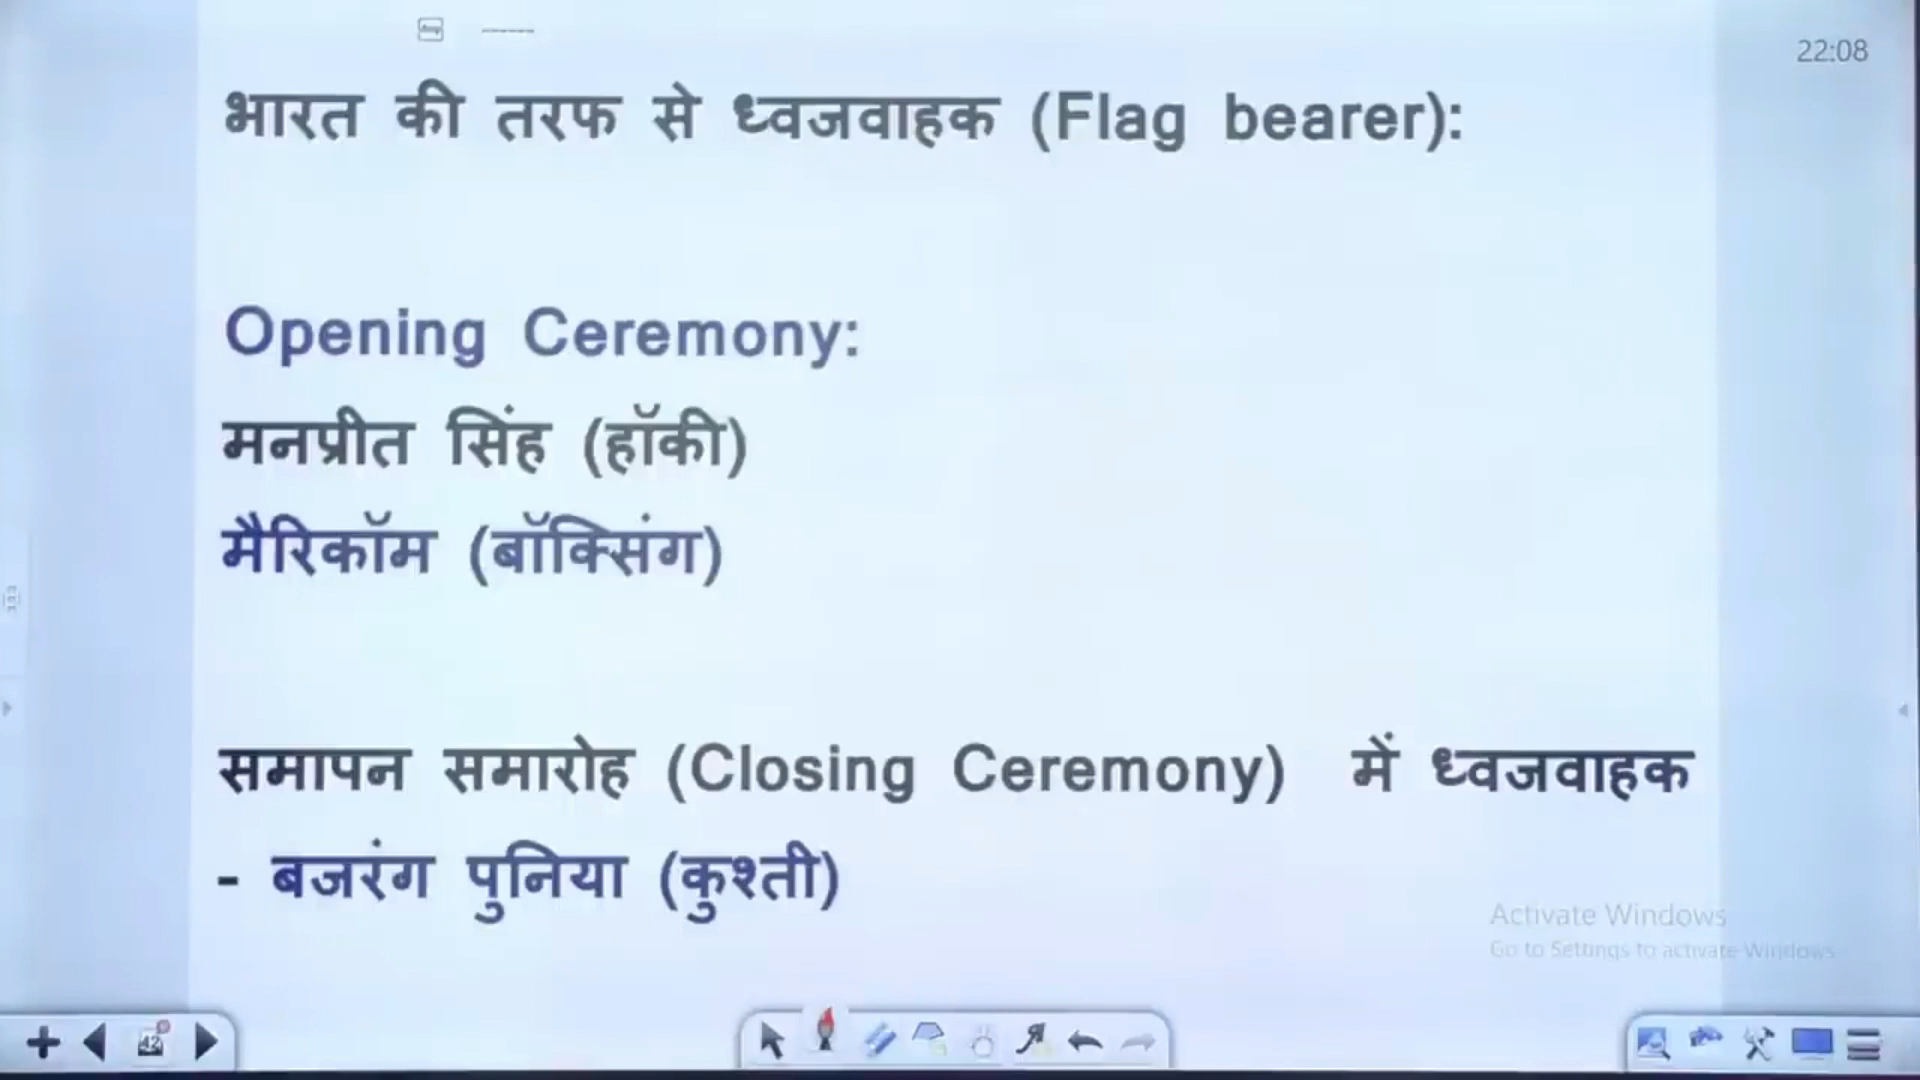 22:08
भारत की तरफ से ध्वजवाहक (Flag bearer):
Opening Ceremony:
मनप्रीत सिंह (हॉकी)
मैरिकॉम (बॉक्सिंग)
समापन समारोह (Closing Ceremony) में ध्वजवाहक
- बजरंग पुनिया (कुश्ती)
Activate Windows
Go to Settings to activate Windows.
42